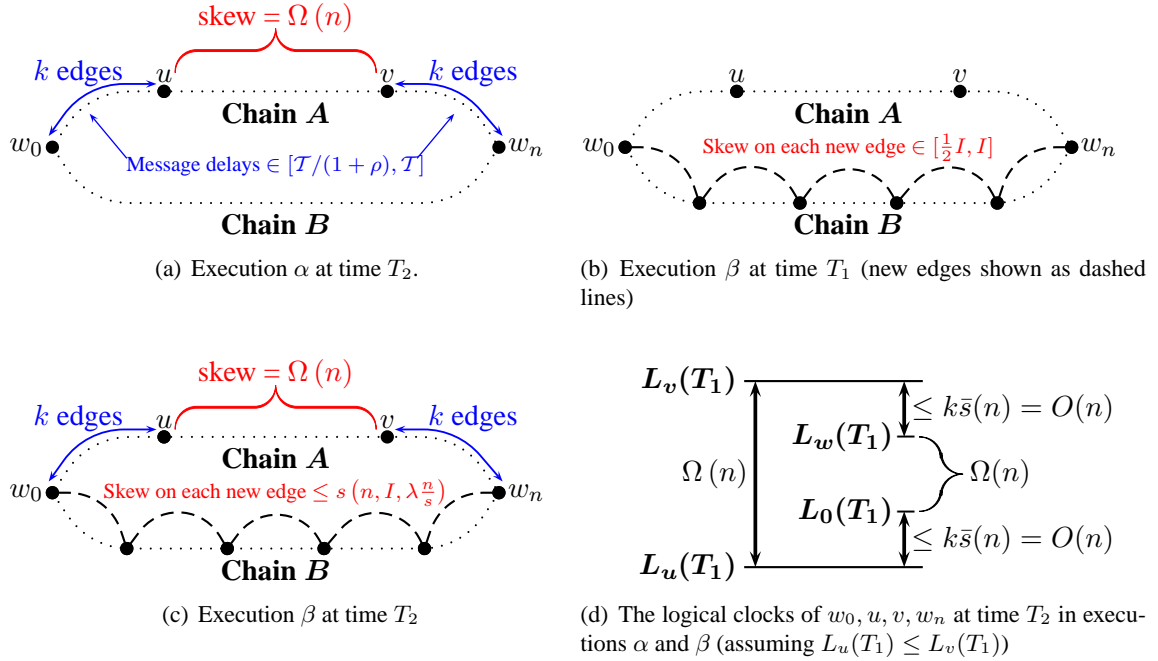 skew = Ω (n)
k edges
u
v
k edges
Chain A
w₀
wₙ
Message delays ∈ [𝒯/(1 + ρ), 𝒯]
Chain B
(a) Execution α at time T₂.
u
v
Chain A
w₀
wₙ
Skew on each new edge ∈ [½I, I]
Chain B
(b) Execution β at time T₁ (new edges shown as dashed
lines)
skew = Ω (n)
k edges
u
v
k edges
Chain A
w₀
wₙ
Skew on each new edge ≤ s (n, I, λ n/s)
Chain B
(c) Execution β at time T₂
Lᵥ(T₁)
≤ ks̄(n) = O(n)
L_w(T₁)
Ω (n)
Ω(n)
L₀(T₁)
≤ ks̄(n) = O(n)
Lᵤ(T₁)
(d) The logical clocks of w₀, u, v, wₙ at time T₂ in execu-
tions α and β (assuming Lᵤ(T₁) ≤ Lᵥ(T₁))